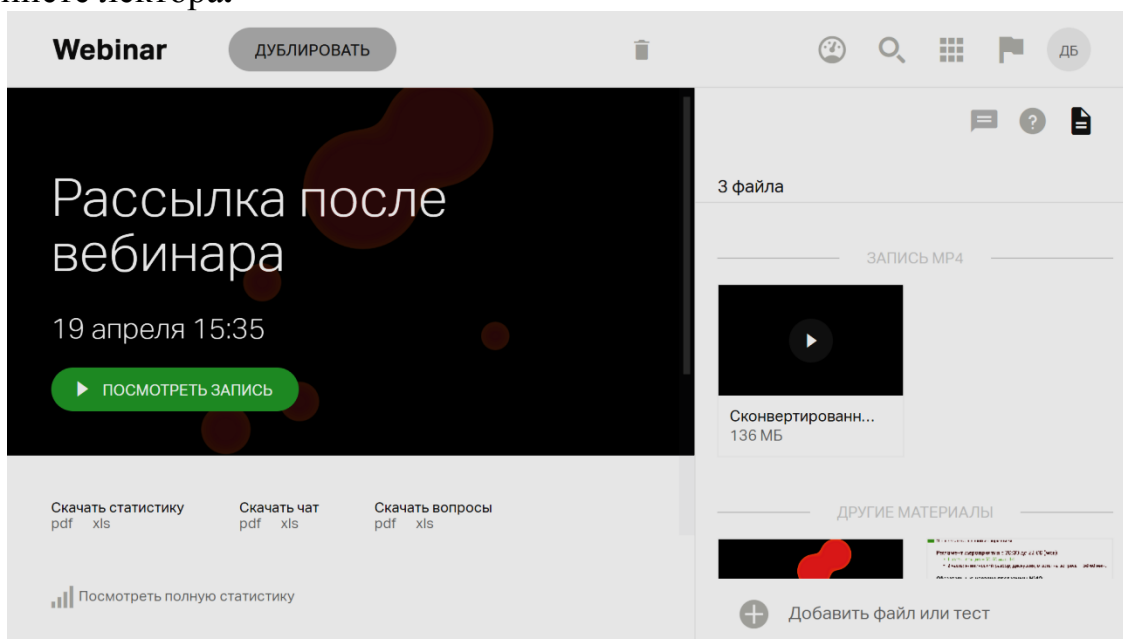 лектора.
Webinar
ДУБЛИРОВАТЬ
ДБ
Рассылка после
вебинара
19 апреля 15:35
ПОСМОТРЕТЬ ЗАПИСЬ
3 файла
ЗАПИСЬ MP4
Сконвертированн...
136 МБ
Скачать статистику
pdf xls
Скачать чат
pdf xls
Скачать вопросы
pdf xls
ДРУГИЕ МАТЕРИАЛЫ
Посмотреть полную статистику
Добавить файл или тест